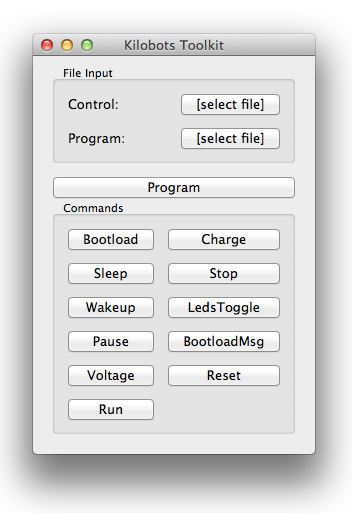 Kilobots Toolkit
File Input
Control: [select file]
Program: [select file]
Program
Commands
Bootload Charge
Sleep Stop
Wakeup LedsToggle
Pause BootloadMsg
Voltage Reset
Run